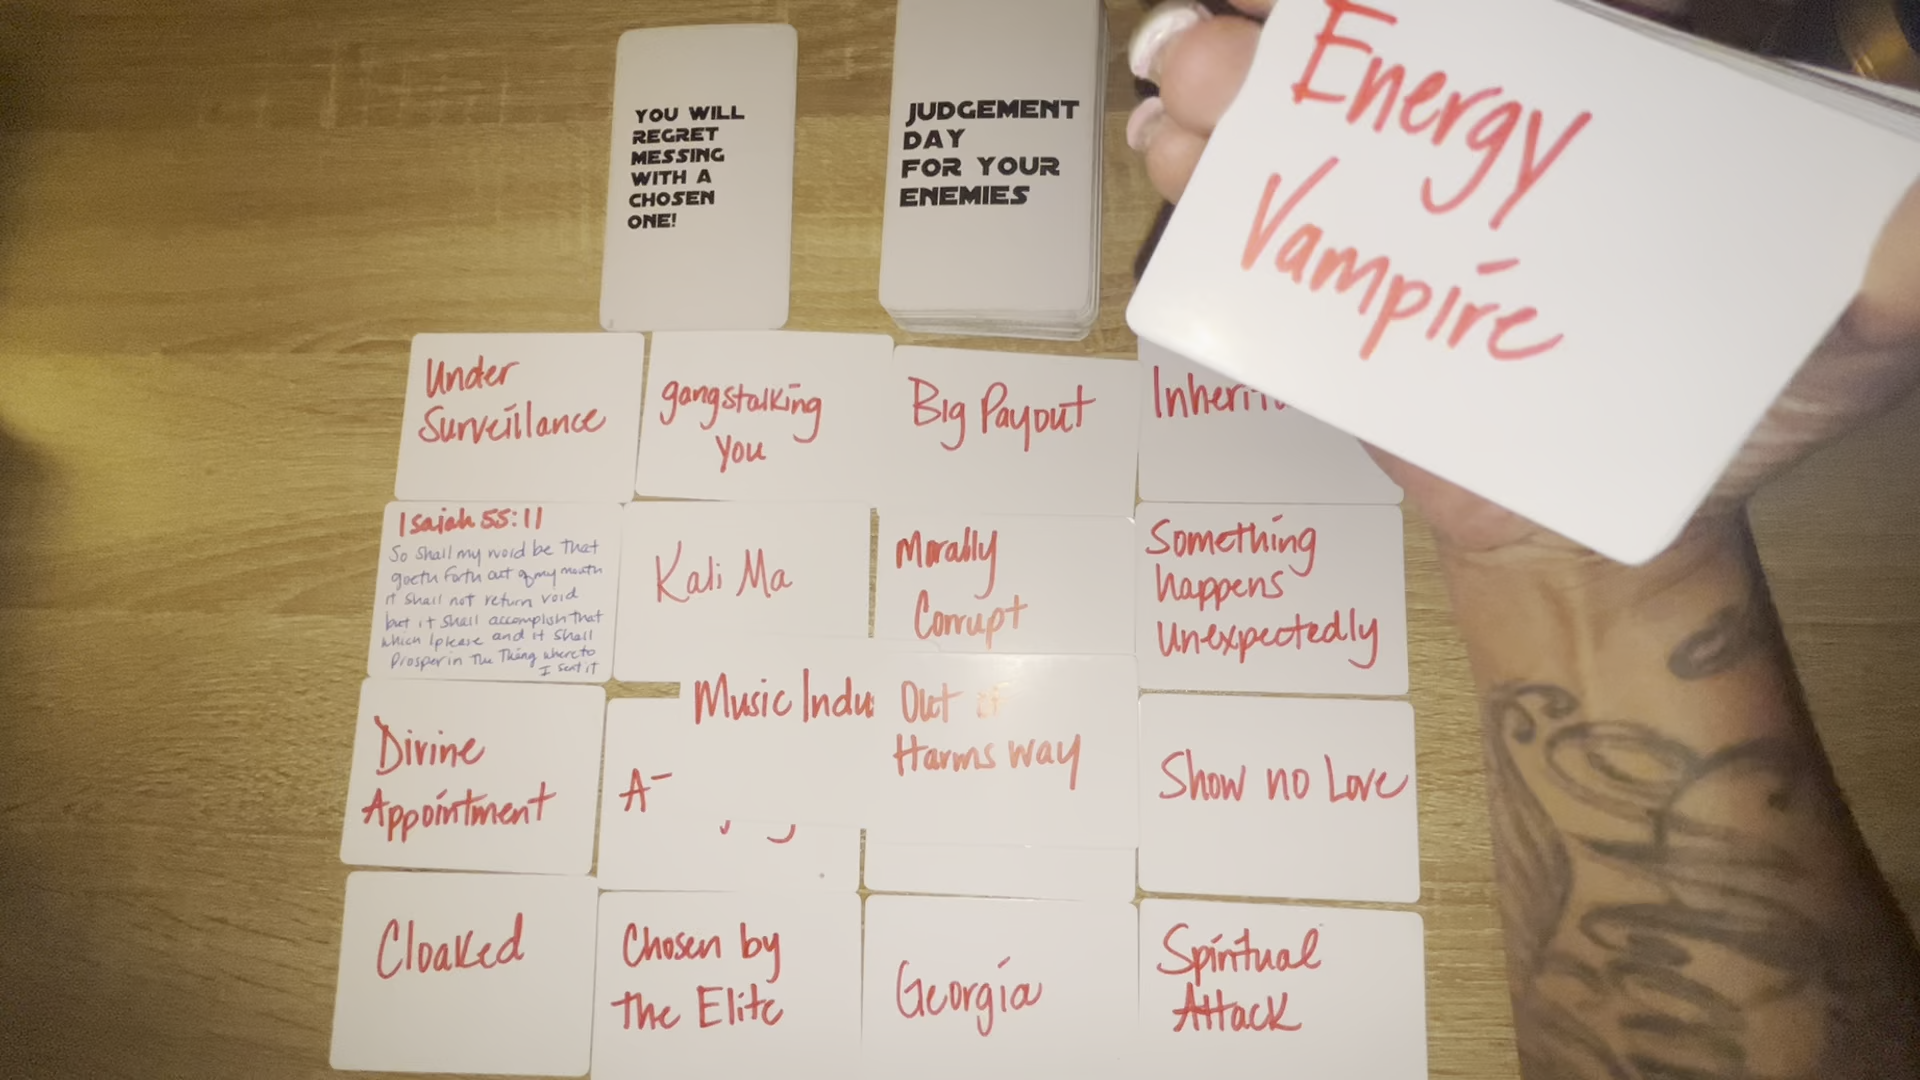 YOU WILL
REGRET
MESSING
WITH A
CHOSEN
ONE!
JUDGEMENT
DAY
FOR YOUR
ENEMIES
Energy
Vampire
Under
Surveillance
gangstalking
You
Big Payout
Isaiah 55:11
So shall my word be that
goeth forth out of my mouth
it shall not return void
but it shall accomplish that
which I please and it shall
Prosper in The Thing whereto
I sent it
Kali Ma
Morally
Corrupt
Something
happens
Unexpectedly
Divine
Appointment
Music
Out of
Harms way
Show no Love
Cloaked
Chosen by
The Elite
Georgia
Spiritual
Attack